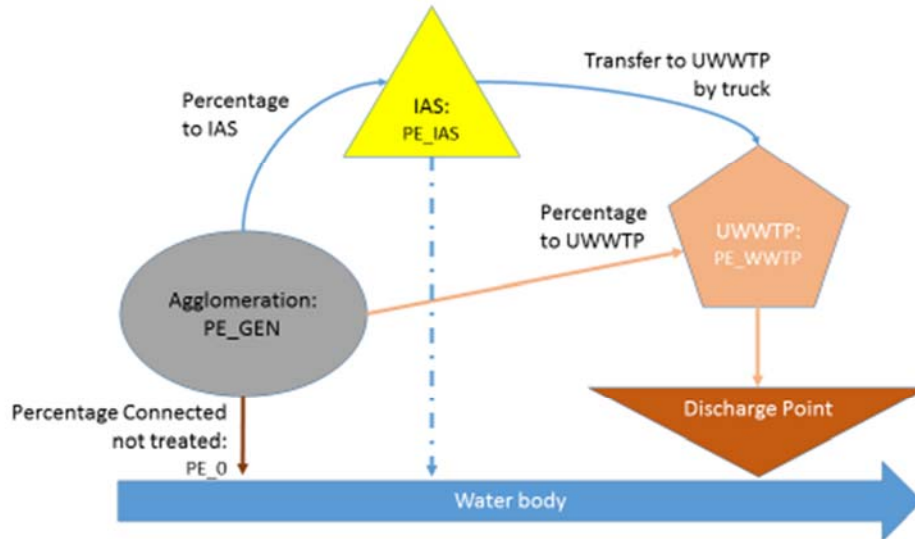 Transfer to UWWTP
by truck
Percentage
to IAS
IAS:
PE_IAS
Percentage
to UWWTP
UWWTP:
PE_WWTP
Agglomeration:
PE_GEN
Percentage Connected
not treated:
PE_0
Discharge Point
Water body